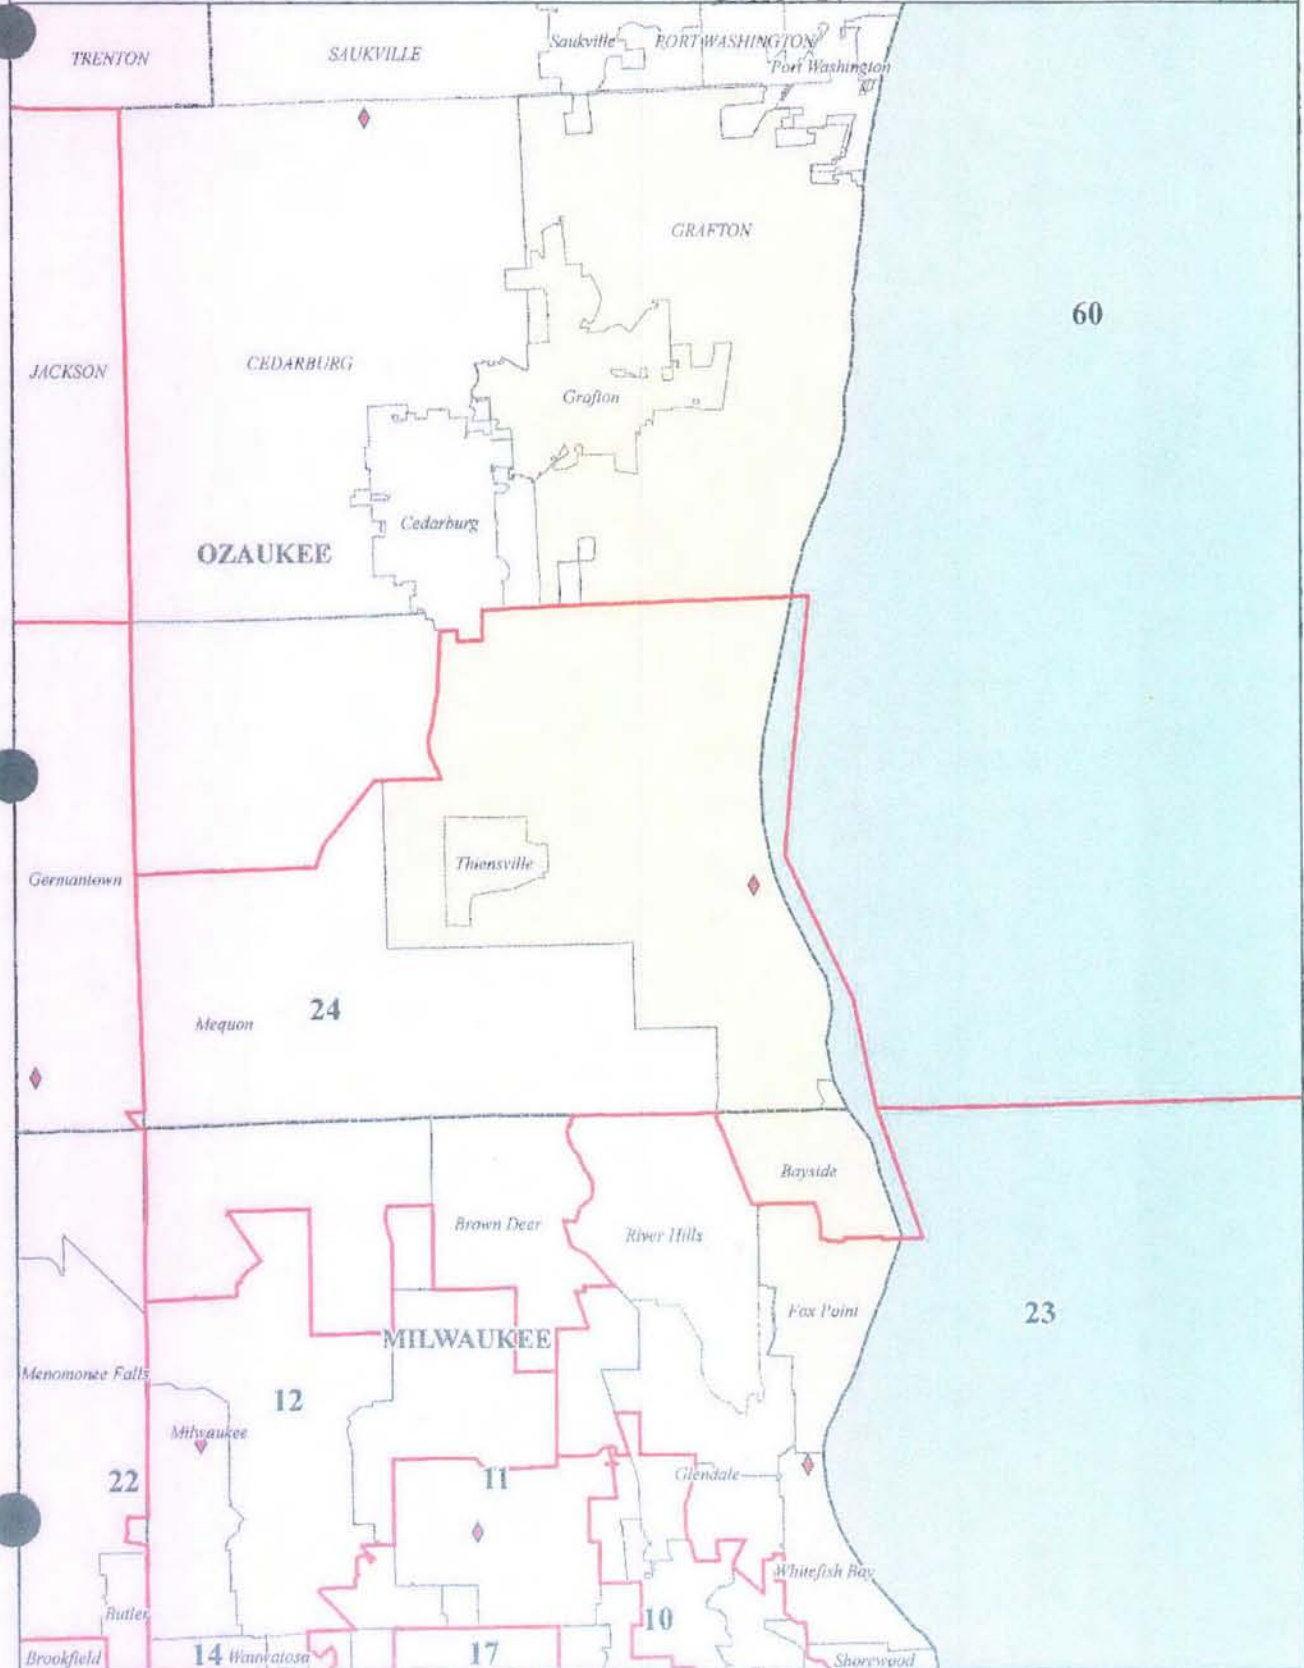 TRENTON
SAUKVILLE
Saukville
PORT WASHINGTON
Port Washington
GRAFTON
60
JACKSON
CEDARBURG
Grafton
Cedarburg
OZAUKEE
Germantown
Thiensville
Mequon
24
Bayside
Brown Deer
River Hills
Fox Point
23
MILWAUKEE
Menomonee Falls
12
Milwaukee
22
11
Glendale
Whitefish Bay
Butler
10
Brookfield
14
Wauwatosa
17
Shorewood